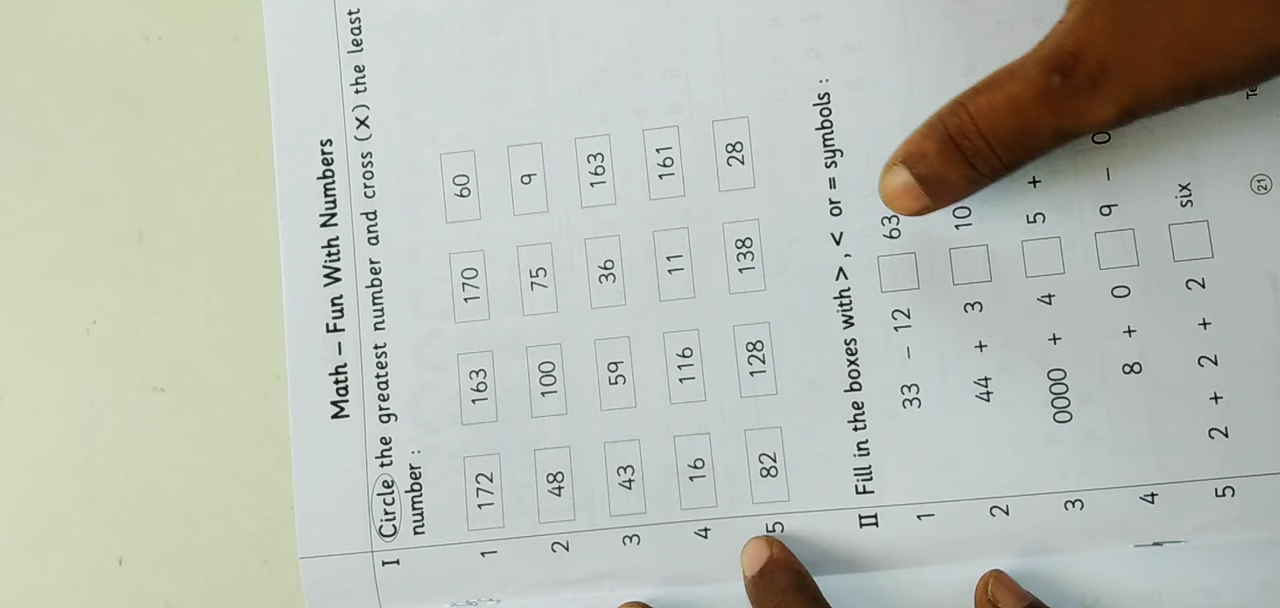 Math – Fun With Numbers
I Circle the greatest number and cross (x) the least
number :
1 172 163 170 60
2 48 100 75 9
3 43 59 36 163
4 16 116 11 161
5 82 128 138 28
II Fill in the boxes with >, < or = symbols :
1 33 – 12 □ 63
2 44 + 3 □ 10
3 0000 + 4 □ 5 +
4 8 + 0 □ 9 – 0
5 2 + 2 + 2 □ six
21